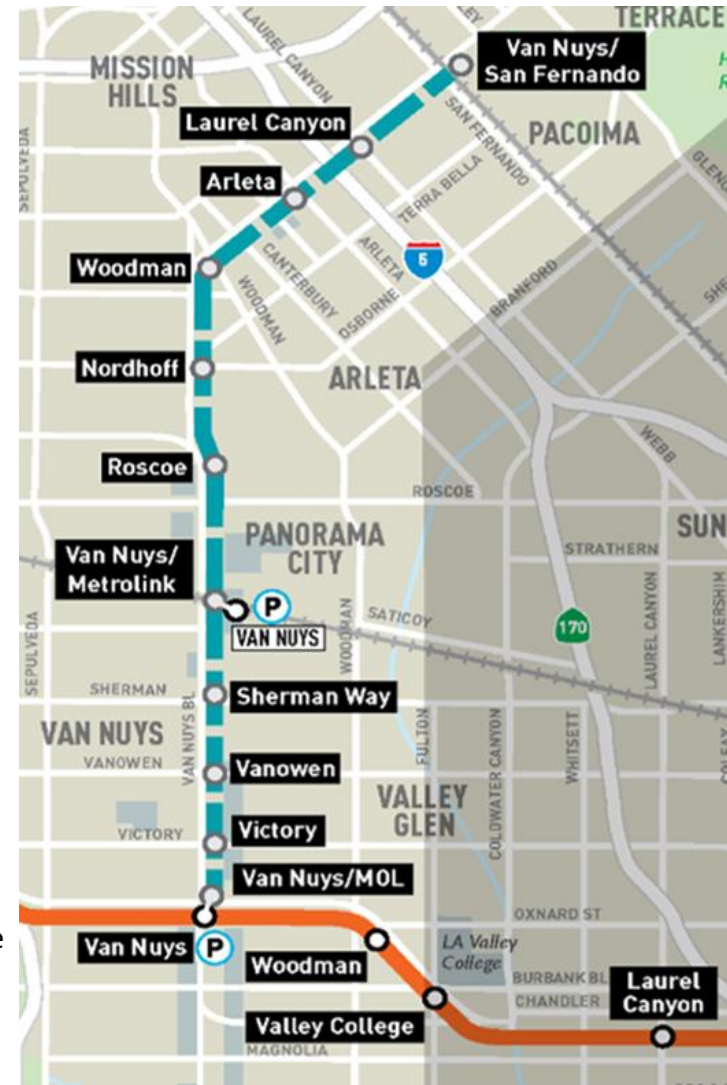 TERRACE
LAUREL CANYON
Van Nuys/
San Fernando
MISSION
HILLS
SAN FERNANDO
PACOIMA
Laurel Canyon
SEPULVEDA
Arleta
TERRA BELLA
Woodman
CANTERBURY
ARLETA
5
WOODMAN
OSBORNE
BRANFORD
Nordhoff
ARLETA
WEBB
Roscoe
ROSCOE
SUN
PANORAMA
CITY
STRATHERN
Van Nuys/
Metrolink
P
VAN NUYS
WOODMAN
SATICOY
170
LAUREL CANYON
LANKERSHIM
SEPULVEDA
SHERMAN
Sherman Way
VAN NUYS BL
VAN NUYS
VANOWEN
Vanowen
FULTON
COLDWATER CANYON
WHITSETT
VALLEY
GLEN
VICTORY
Victory
Van Nuys/MOL
OXNARD ST
e
Van Nuys
P
Woodman
LA Valley
College
BURBANK BL
CHANDLER
Laurel
Canyon
Valley College
MAGNOLIA